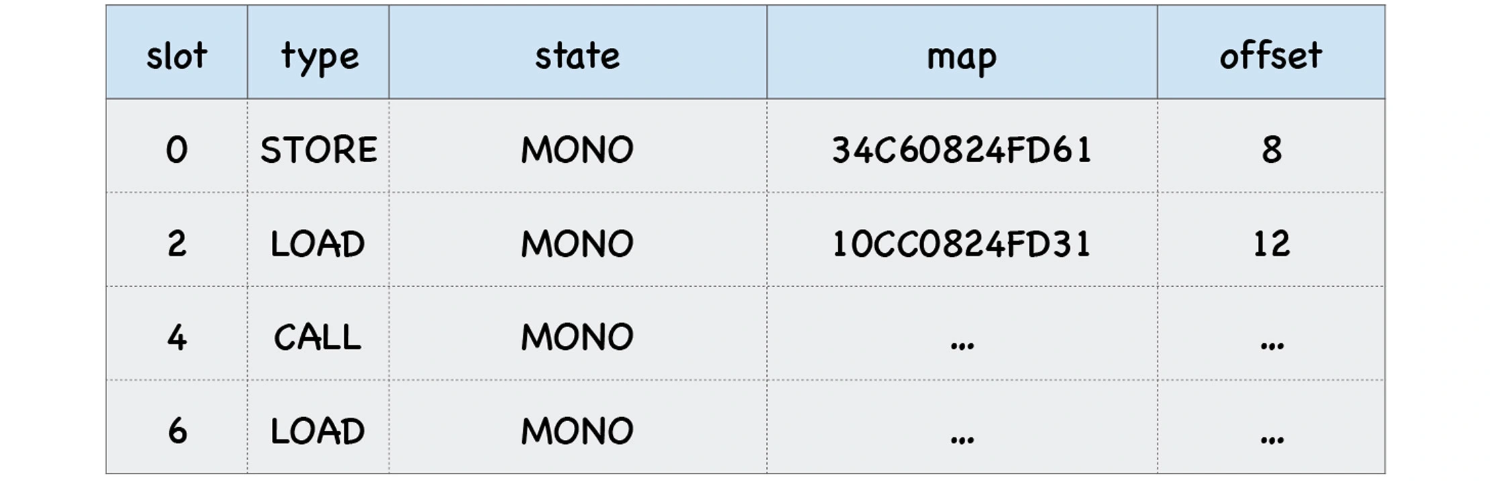 slot type state map offset
0 STORE MONO 34C60824FD61 8
2 LOAD MONO 10CC0824FD31 12
4 CALL MONO ... ...
6 LOAD MONO ... ...